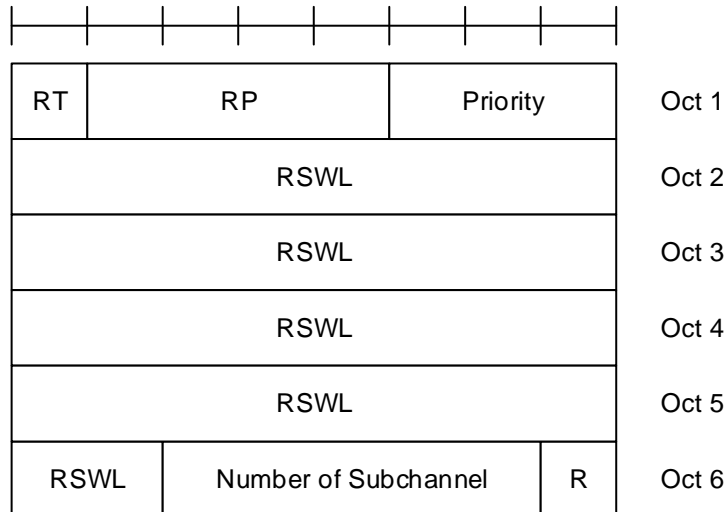 RT RP Priority Oct 1
RSWL Oct 2
RSWL Oct 3
RSWL Oct 4
RSWL Oct 5
RSWL Number of Subchannel R Oct 6